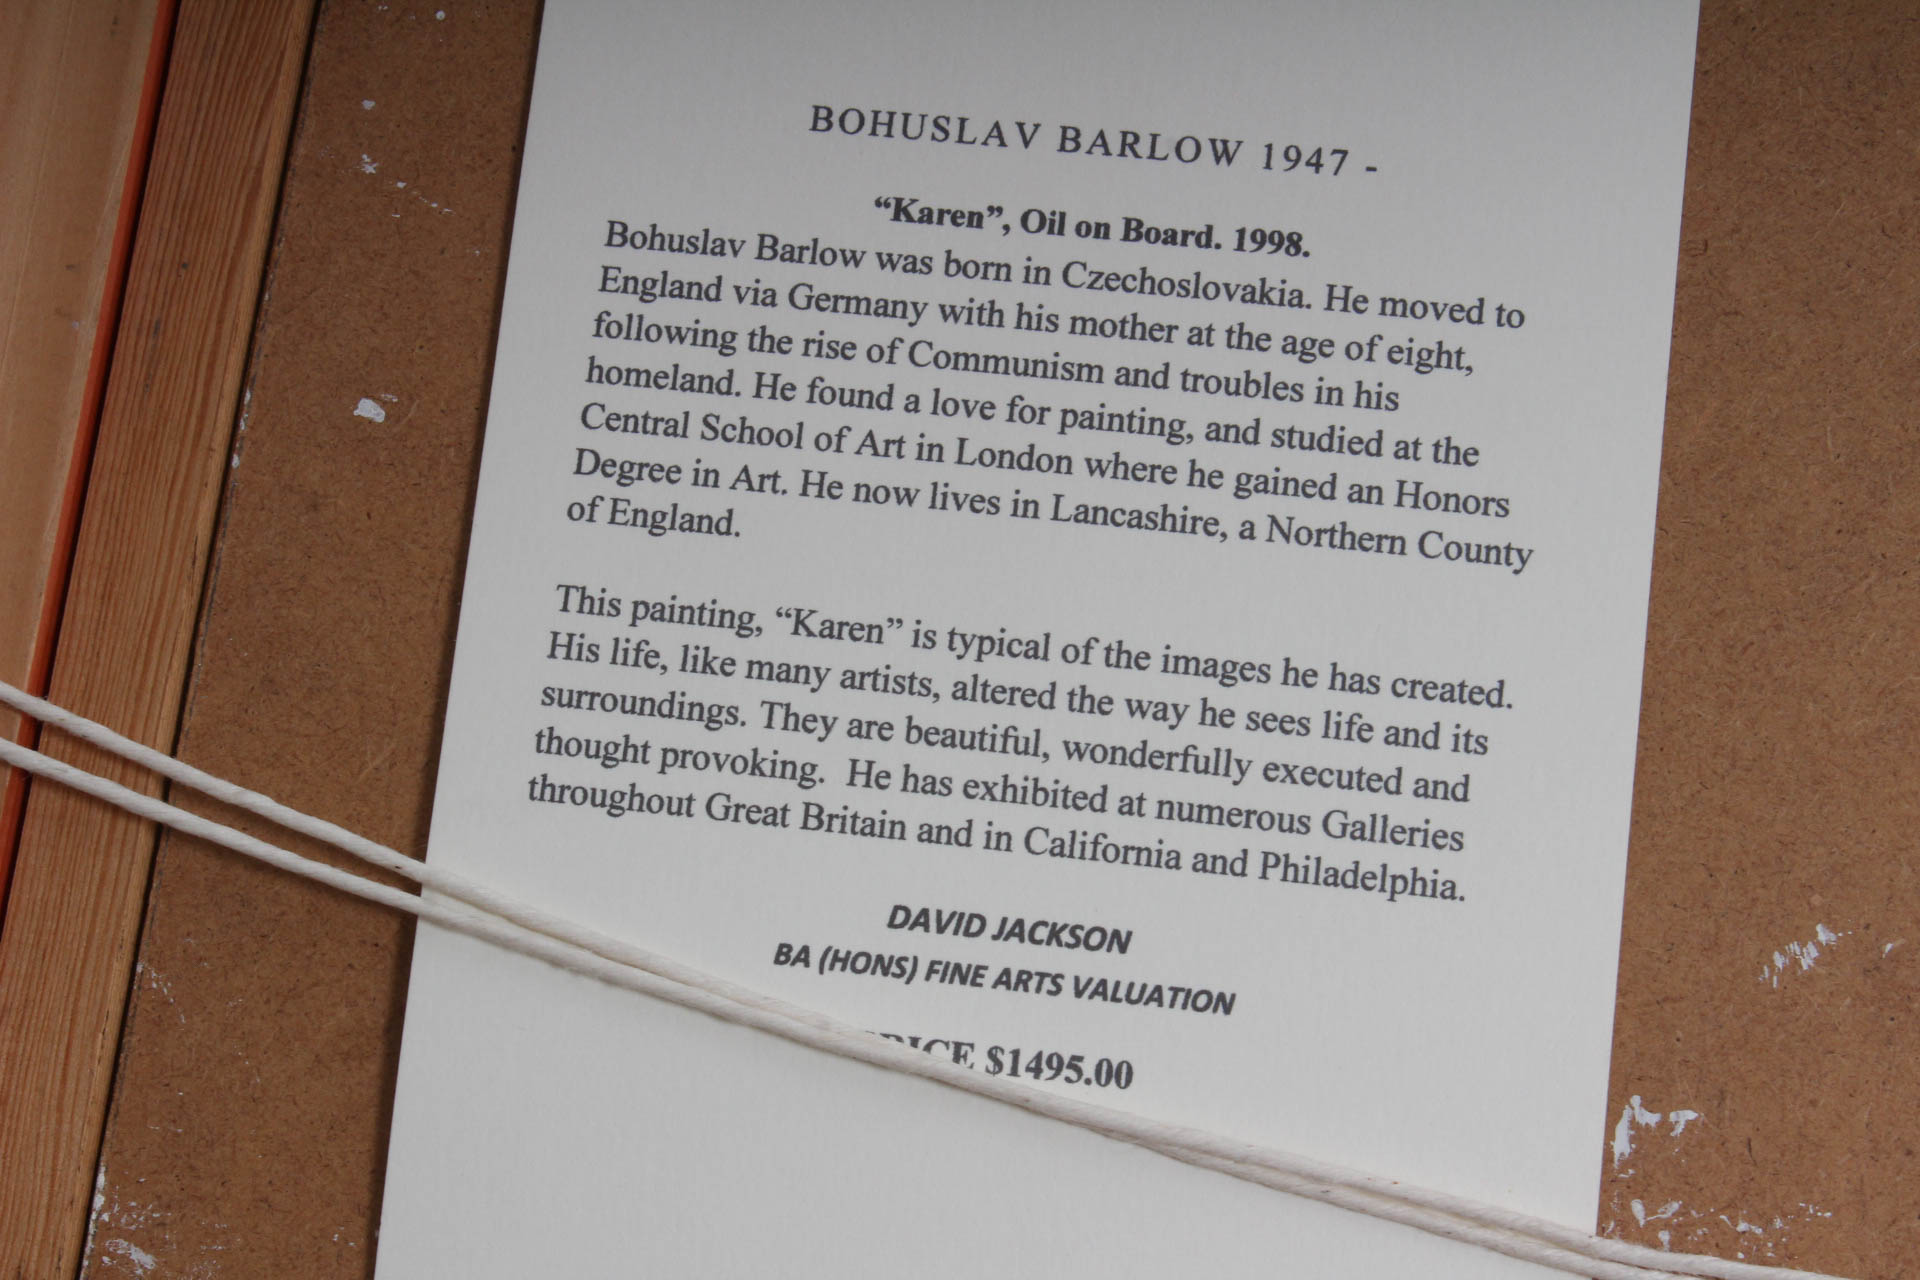 BOHUSLAV BARLOW 1947 -
“Karen”, Oil on Board. 1998.
Bohuslav Barlow was born in Czechoslovakia. He moved to
England via Germany with his mother at the age of eight,
following the rise of Communism and troubles in his
homeland. He found a love for painting, and studied at the
Central School of Art in London where he gained an Honors
Degree in Art. He now lives in Lancashire, a Northern County
of England.
This painting, “Karen” is typical of the images he has created.
His life, like many artists, altered the way he sees life and its
surroundings. They are beautiful, wonderfully executed and
thought provoking. He has exhibited at numerous Galleries
throughout Great Britain and in California and Philadelphia.
DAVID JACKSON
BA (HONS) FINE ARTS VALUATION
PRICE $1495.00